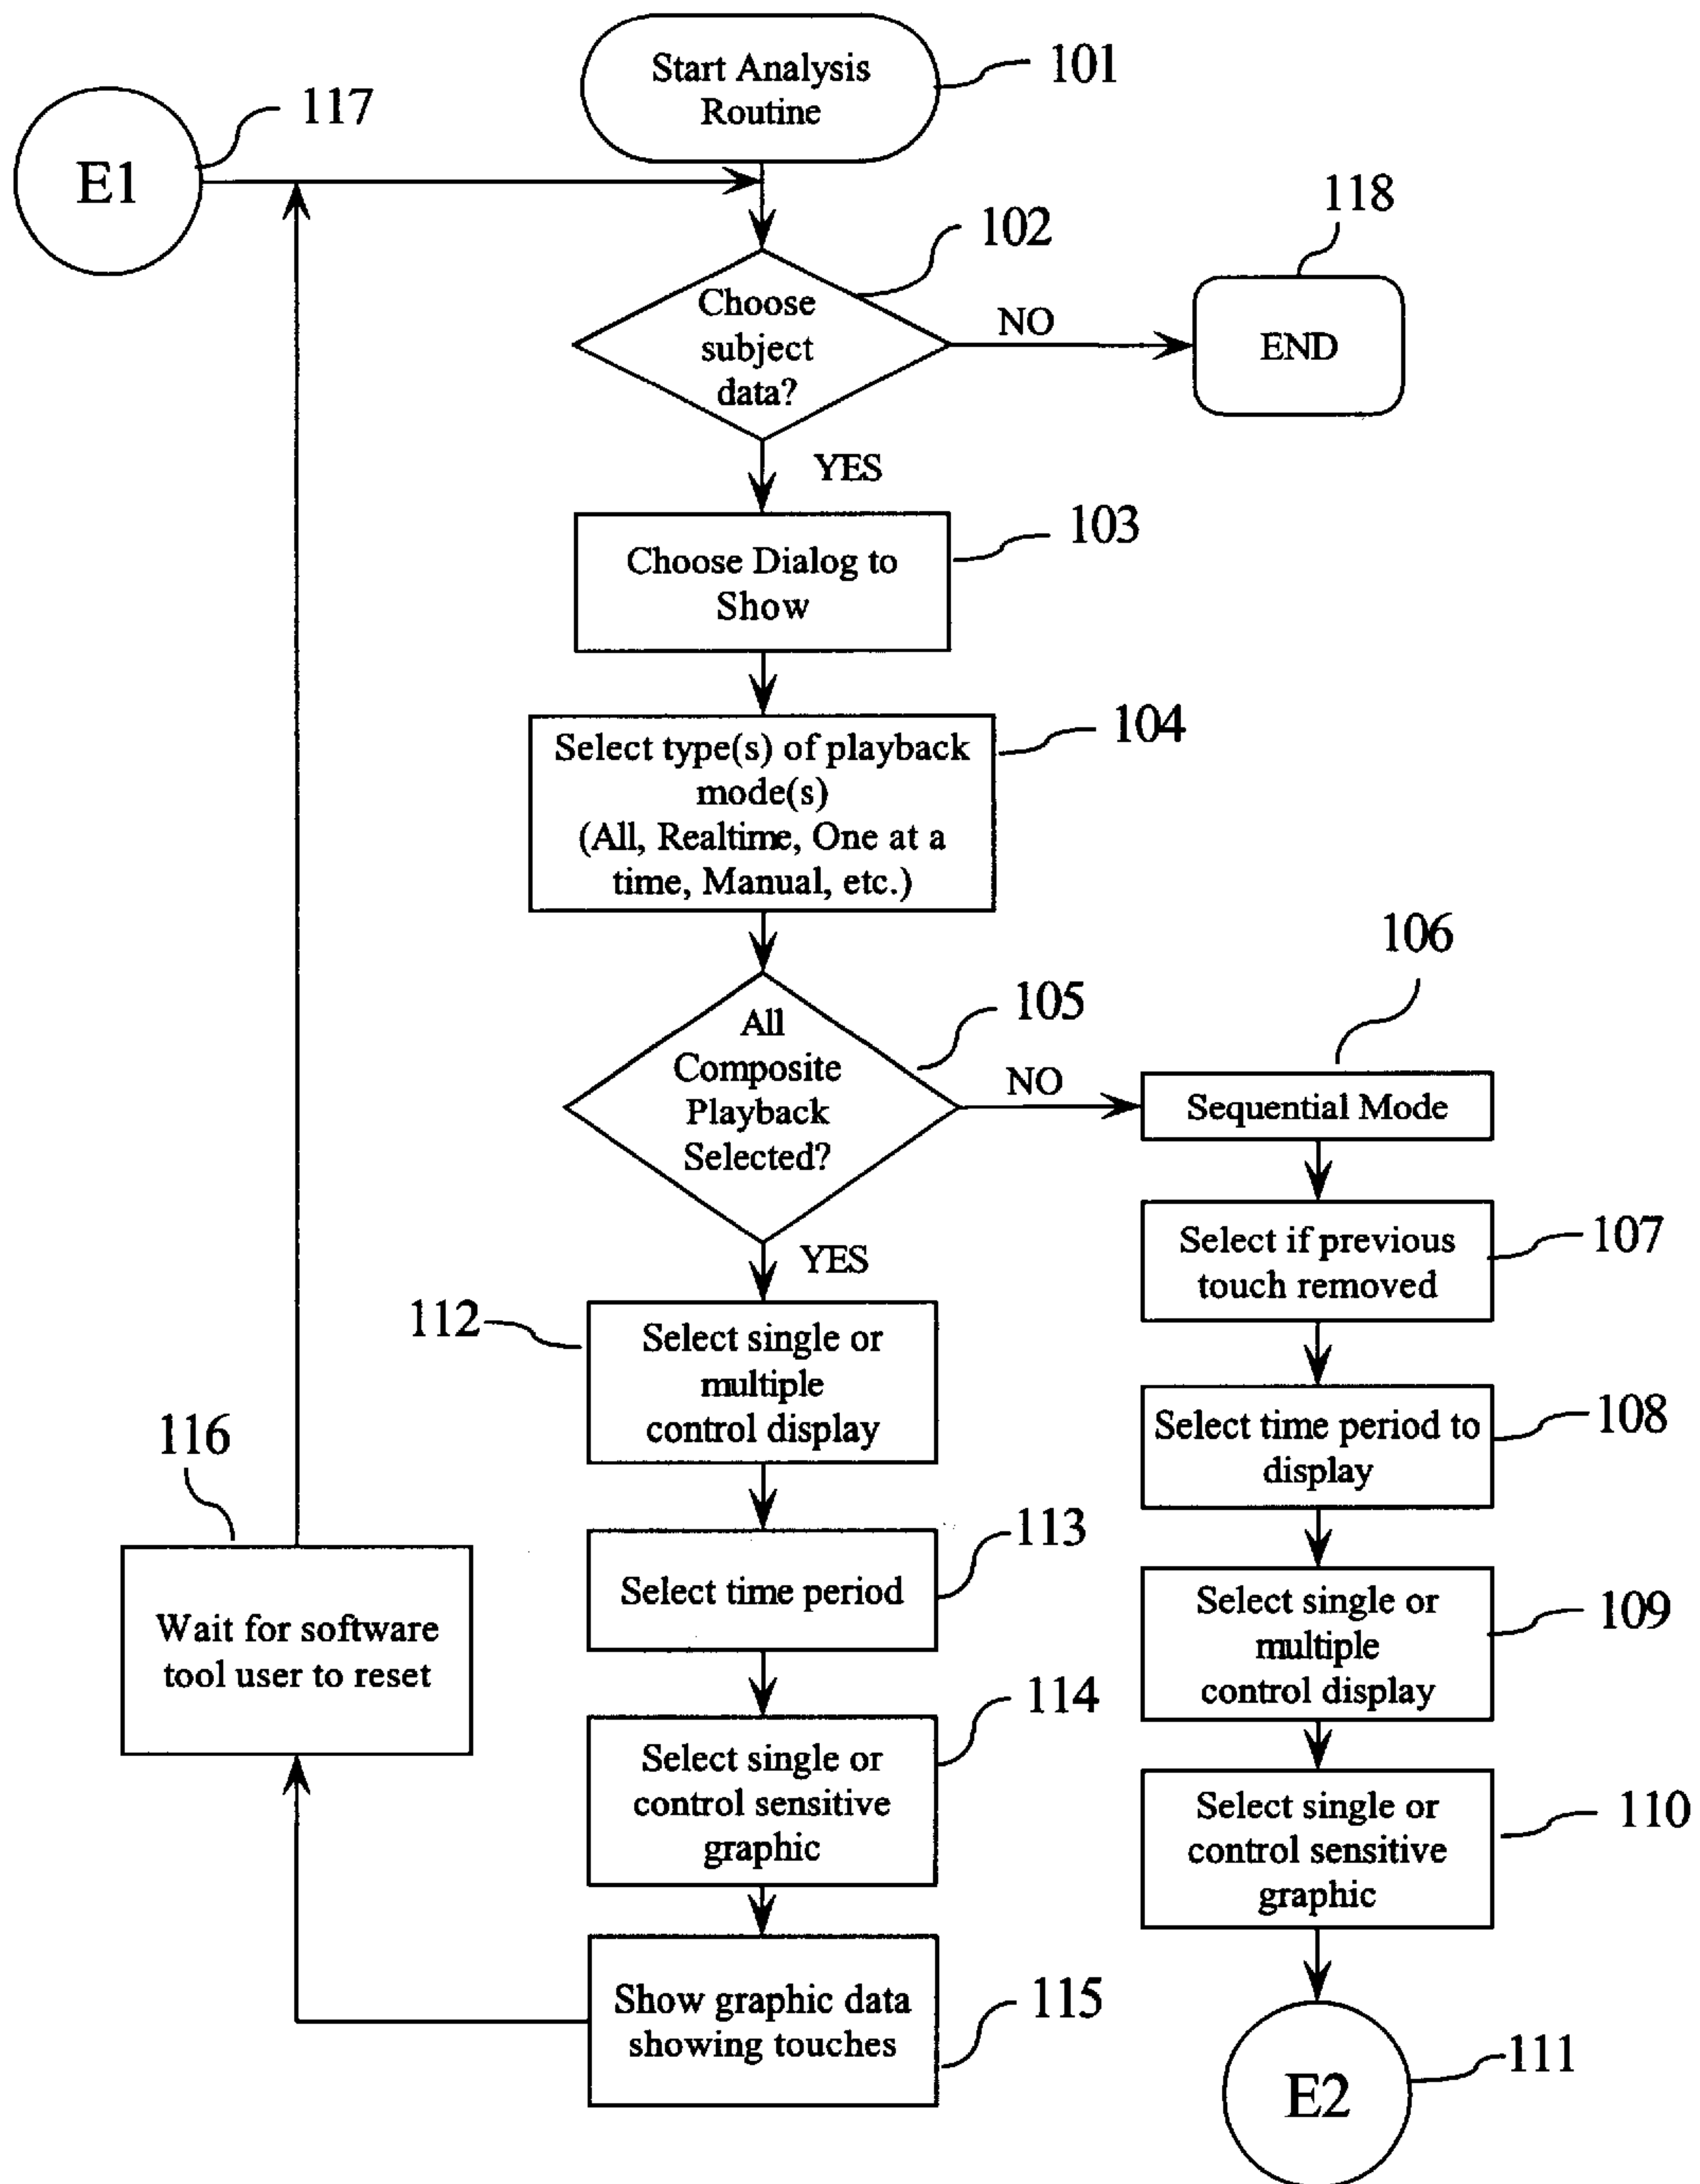 Start Analysis
Routine
101
117
E1
102
118
Choose
subject
data?
NO
END
YES
103
Choose Dialog to
Show
104
Select type(s) of playback
mode(s)
(All, Realtime, One at a
time, Manual, etc.)
106
105
All
Composite
Playback
Selected?
NO
Sequential Mode
YES
107
Select if previous
touch removed
112
Select single or
multiple
control display
108
Select time period to
display
116
113
Select time period
109
Select single or
multiple
control display
Wait for software
tool user to reset
114
Select single or
control sensitive
graphic
110
Select single or
control sensitive
graphic
115
Show graphic data
showing touches
111
E2